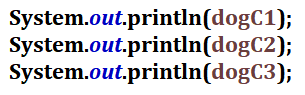 System.out.println(dogC1);
System.out.println(dogC2);
System.out.println(dogC3);